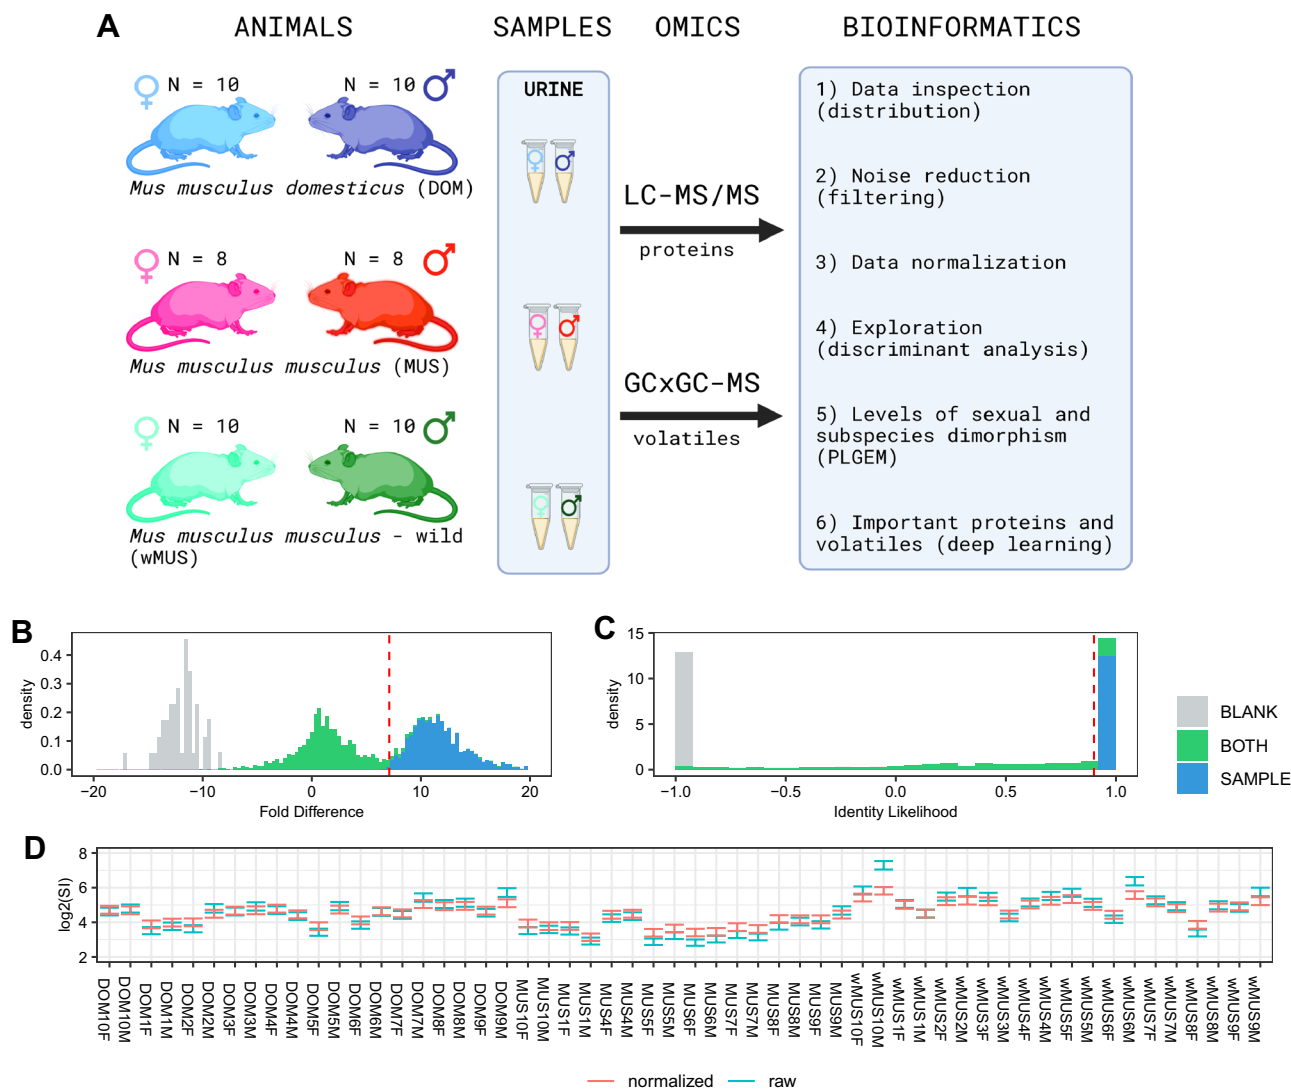 A
ANIMALS
SAMPLES
OMICS
BIOINFORMATICS
♀ N = 10
N = 10 ♂
Mus musculus domesticus (DOM)
♀ N = 8
N = 8 ♂
Mus musculus musculus (MUS)
♀ N = 10
N = 10 ♂
Mus musculus musculus - wild
(wMUS)
URINE
♀ ♂
♀ ♂
♀ ♂
LC-MS/MS
proteins
GCxGC-MS
volatiles
1) Data inspection
(distribution)
2) Noise reduction
(filtering)
3) Data normalization
4) Exploration
(discriminant analysis)
5) Levels of sexual and
subspecies dimorphism
(PLGEM)
6) Important proteins and
volatiles (deep learning)
B
density
0.4
0.3
0.2
0.1
0.0
−20 −10 0 10 20
Fold Difference
C
density
15
10
5
0
−1.0 −0.5 0.0 0.5 1.0
Identity Likelihood
BLANK
BOTH
SAMPLE
D
log2(SI)
8
6
4
2
DOM10F
DOM10M
DOM1F
DOM1M
DOM2F
DOM2M
DOM3F
DOM3M
DOM4F
DOM4M
DOM5F
DOM5M
DOM6F
DOM6M
DOM7F
DOM7M
DOM8F
DOM8M
DOM9F
DOM9M
MUS10F
MUS10M
MUS1F
MUS1M
MUS4F
MUS4M
MUS5F
MUS5M
MUS6F
MUS6M
MUS7F
MUS7M
MUS8F
MUS8M
MUS9F
MUS9M
wMUS10F
wMUS10M
wMUS1F
wMUS1M
wMUS2F
wMUS2M
wMUS3F
wMUS3M
wMUS4F
wMUS4M
wMUS5F
wMUS5M
wMUS6F
wMUS6M
wMUS7F
wMUS7M
wMUS8F
wMUS8M
wMUS9F
wMUS9M
normalized raw